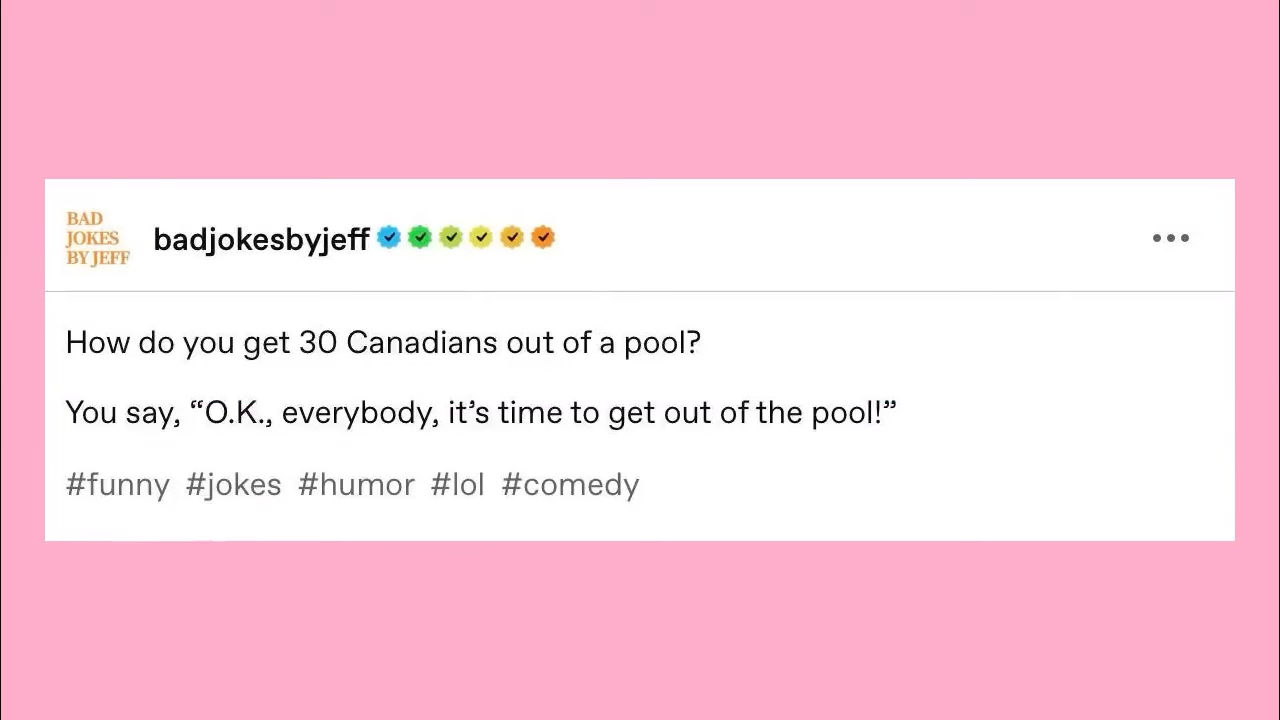 BAD
JOKES
BY JEFF
badjokesbyjeff
How do you get 30 Canadians out of a pool?
You say, “O.K., everybody, it’s time to get out of the pool!”
#funny #jokes #humor #lol #comedy